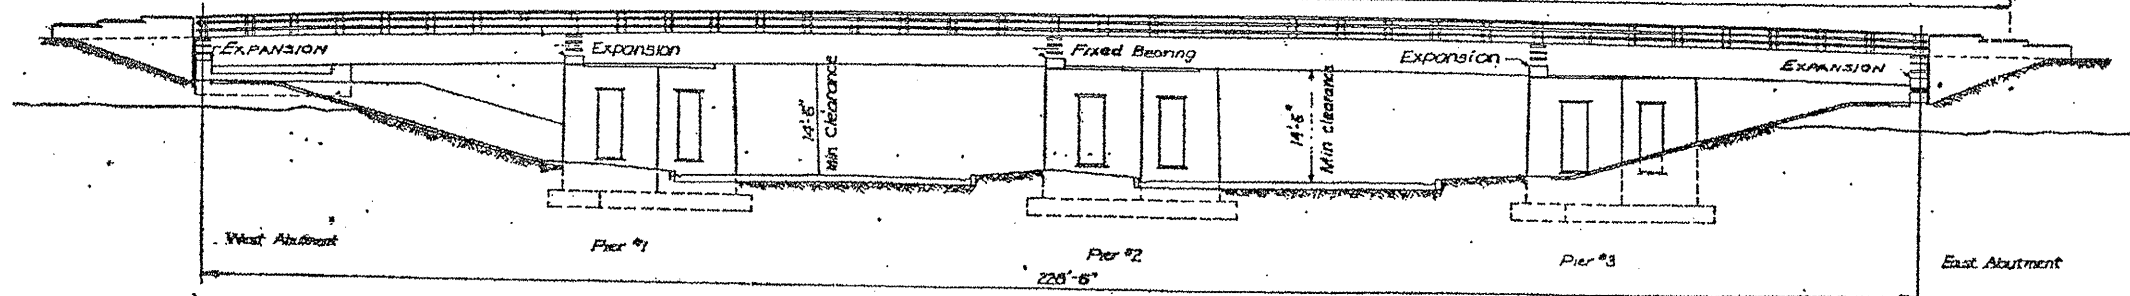 EXPANSION
Expansion
Fixed Bearing
Expansion
EXPANSION
14'-6"
Min Clearance
14'-6"
Min clearance
West Abutment
Pier #1
Pier #2
Pier #3
East Abutment
228'-6"